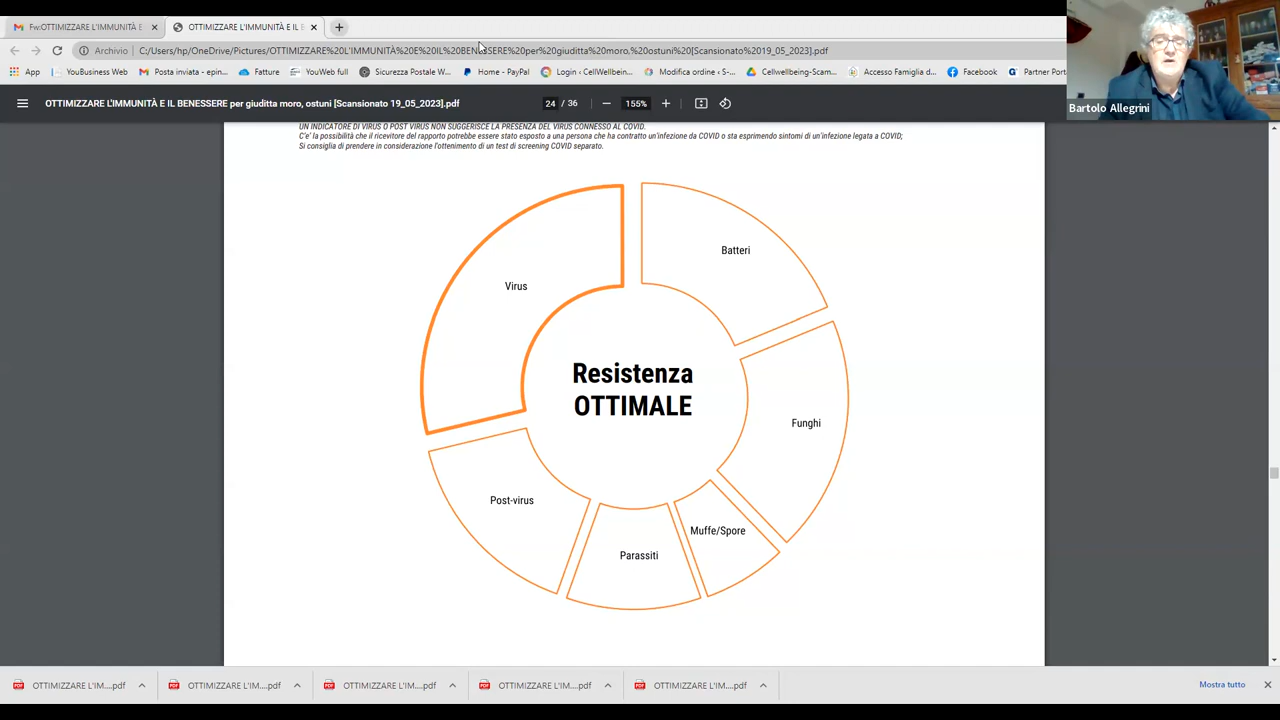 Fw:OTTIMIZZARE L'IMMUNITÀ E
OTTIMIZZARE L'IMMUNITÀ E IL B
Archivio
C:/Users/hp/OneDrive/Pictures/OTTIMIZZARE%20L'IMMUNITÀ%20E%20IL%20BENESSERE%20per%20giuditta%20moro,%20ostuni%20[Scansionato%2019_05_2023].pdf
App
YouBusiness Web
Posta inviata - epin...
Fatture
YouWeb full
Sicurezza Postale W...
Home - PayPal
Login ‹ CellWellbein...
Modifica ordine ‹ S...
Cellwellbeing-Scam...
Accesso Famiglia d...
Facebook
Partner Port
OTTIMIZZARE L'IMMUNITÀ E IL BENESSERE per giuditta moro, ostuni [Scansionato 19_05_2023].pdf
24 / 36
155%
Bartolo Allegrini
UN INDICATORE DI VIRUS O POST VIRUS NON SUGGERISCE LA PRESENZA DEL VIRUS CONNESSO AL COVID.
C'e' la possibilità che il ricevitore del rapporto potrebbe essere stato esposto a una persona che ha contratto un'infezione da COVID o sta esprimendo sintomi di un'infezione legata a COVID;
Si consiglia di prendere in considerazione l'ottenimento di un test di screening COVID separato.
Batteri
Virus
Resistenza
OTTIMALE
Funghi
Post-virus
Muffe/Spore
Parassiti
OTTIMIZZARE L'IM....pdf
OTTIMIZZARE L'IM....pdf
OTTIMIZZARE L'IM....pdf
OTTIMIZZARE L'IM....pdf
OTTIMIZZARE L'IM....pdf
Mostra tutto